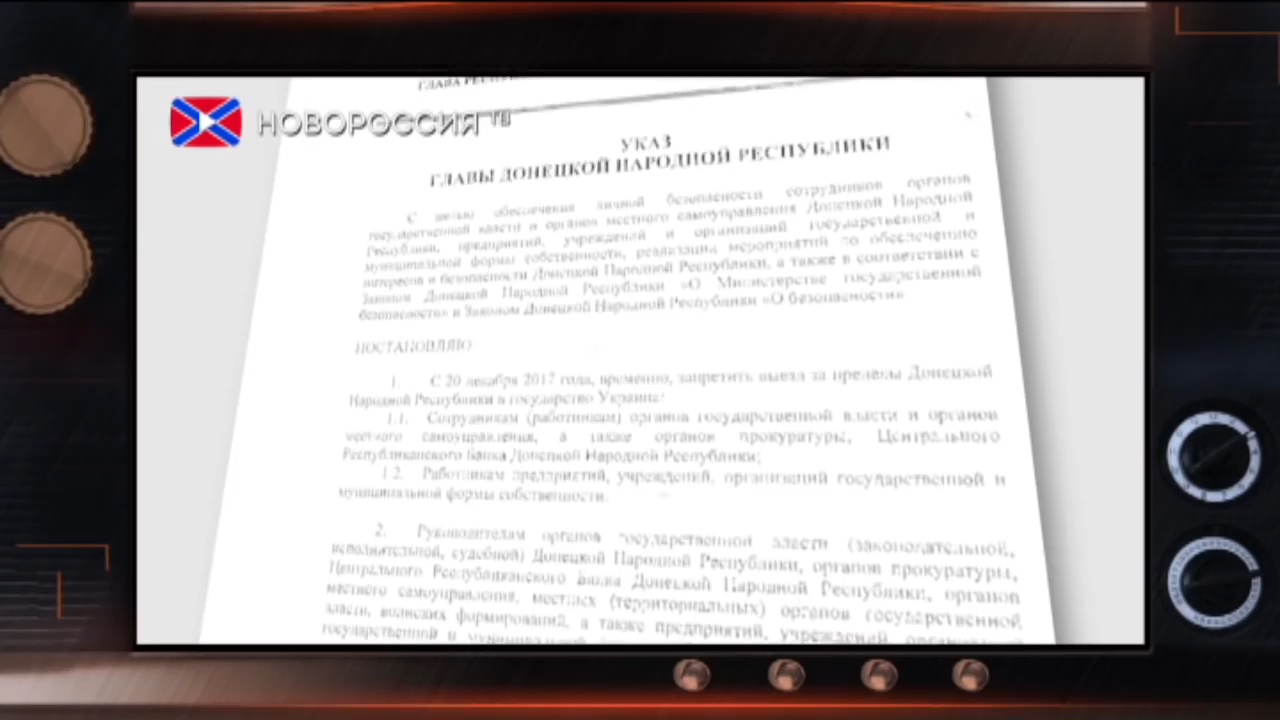 ГЛАВА РЕСПУ
НОВОРОССИЯ ТВ
УКАЗ
ГЛАВЫ ДОНЕЦКОЙ НАРОДНОЙ РЕСПУБЛИКИ
С целью обеспечения личной безопасности сотрудников органов
государственной власти и органов местного самоуправления Донецкой Народной
Республики, предприятий, учреждений и организаций государственной и
муниципальной формы собственности, реализации мероприятий по обеспечению
интересов и безопасности Донецкой Народной Республики, а также в соответствии с
Законом Донецкой Народной Республики «О Министерстве государственной
безопасности» и Законом Донецкой Народной Республики «О безопасности»
ПОСТАНОВЛЯЮ
1. С 20 декабря 2017 года, временно, запретить выезд за пределы Донецкой
Народной Республики в государство Украина:
1.1. Сотрудникам (работникам) органов государственной власти и органов
местного самоуправления, а также органов прокуратуры, Центрального
Республиканского Банка Донецкой Народной Республики;
1.2. Работникам предприятий, учреждений, организаций государственной и
муниципальной формы собственности.
2. Руководителям органов государственной власти (законодательной,
исполнительной, судебной) Донецкой Народной Республики, органов прокуратуры,
Центрального Республиканского Банка Донецкой Народной Республики, органов
местного самоуправления, местных (территориальных) органов государственной
власти, воинских формирований, а также предприятий, учреждений
государственной и